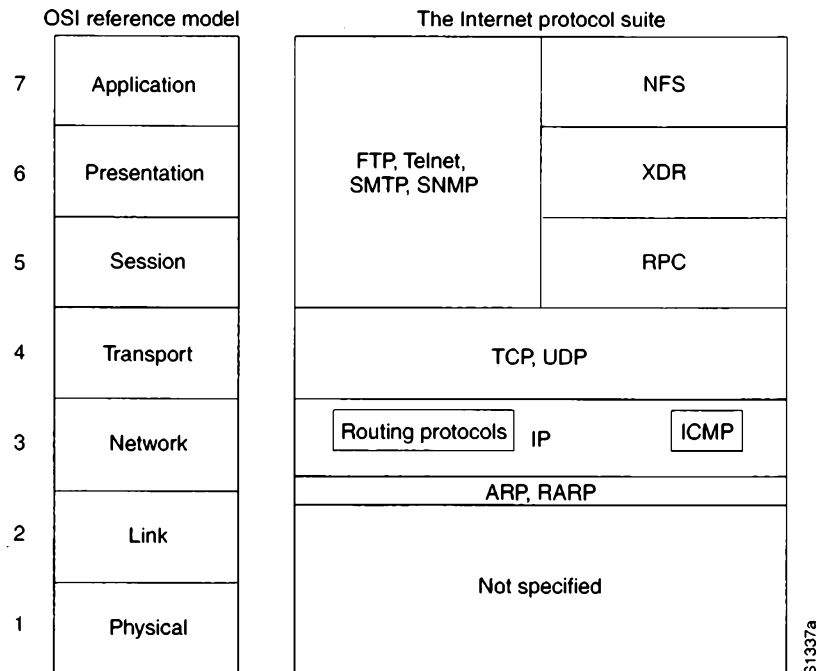 OSI reference model
The Internet protocol suite
7
Application
NFS
6
Presentation
FTP, Telnet,
SMTP, SNMP
XDR
5
Session
RPC
4
Transport
TCP, UDP
3
Network
Routing protocols
IP
ICMP
ARP, RARP
2
Link
Not specified
1
Physical
S1337a